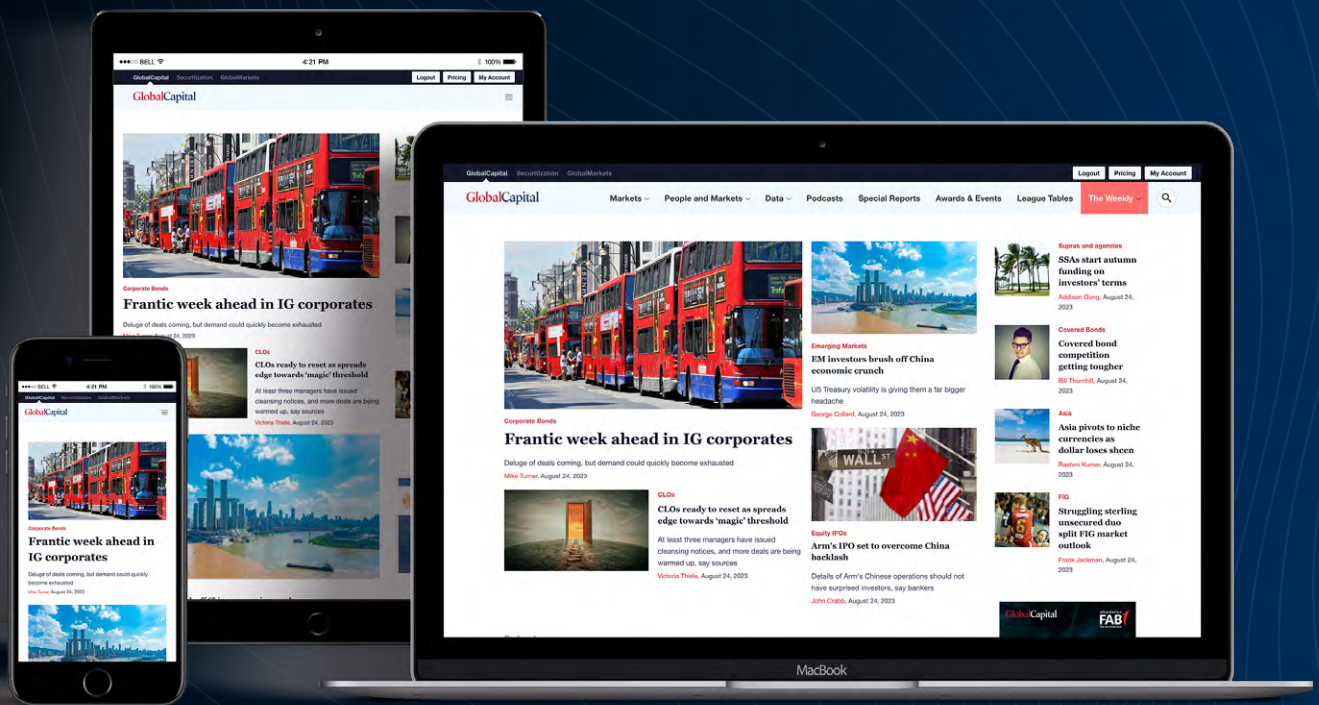 ●●●○○ BELL
4:21 PM
100%
GlobalCapital Securitization GlobalMarkets
Logout Pricing My Account
GlobalCapital
Corporate Bonds
Frantic week ahead in IG corporates
Deluge of deals coming, but demand could quickly become exhausted
August 24, 2023
CLOs
CLOs ready to reset as spreads
edge towards ‘magic’ threshold
At least three managers have issued
cleansing notices, and more deals are being
warmed up, say sources
Victoria Thiele, August 24, 2023
●●●○○ BELL
4:21 PM
100%
GlobalCapital Securitization GlobalMarkets
GlobalCapital
Corporate Bonds
Frantic week ahead in
IG corporates
Deluge of deals coming, but demand could quickly
become exhausted
Mike Turner, August 24, 2023
GlobalCapital Securitization GlobalMarkets
Logout Pricing My Account
GlobalCapital
Markets People and Markets Data Podcasts Special Reports Awards & Events League Tables The Weekly
Corporate Bonds
Frantic week ahead in IG corporates
Deluge of deals coming, but demand could quickly become exhausted
Mike Turner, August 24, 2023
CLOs
CLOs ready to reset as spreads
edge towards ‘magic’ threshold
At least three managers have issued
cleansing notices, and more deals are being
warmed up, say sources
Victoria Thiele, August 24, 2023
Emerging Markets
EM investors brush off China
economic crunch
US Treasury volatility is giving them a far bigger
headache
George Collard, August 24, 2023
WALL ST
Equity IPOs
Arm's IPO set to overcome China
backlash
Details of Arm's Chinese operations should not
have surprised investors, say bankers
John Crabb, August 24, 2023
Supras and agencies
SSAs start autumn
funding on
investors' terms
Addison Gong, August 24,
2023
Covered Bonds
Covered bond
competition
getting tougher
Bill Thornhill, August 24,
2023
Asia
Asia pivots to niche
currencies as
dollar loses sheen
Rashmi Kumar, August 24,
2023
FIG
Struggling sterling
unsecured duo
split FIG market
outlook
Frank Jackman, August 24,
2023
GlobalCapital
FAB
MacBook